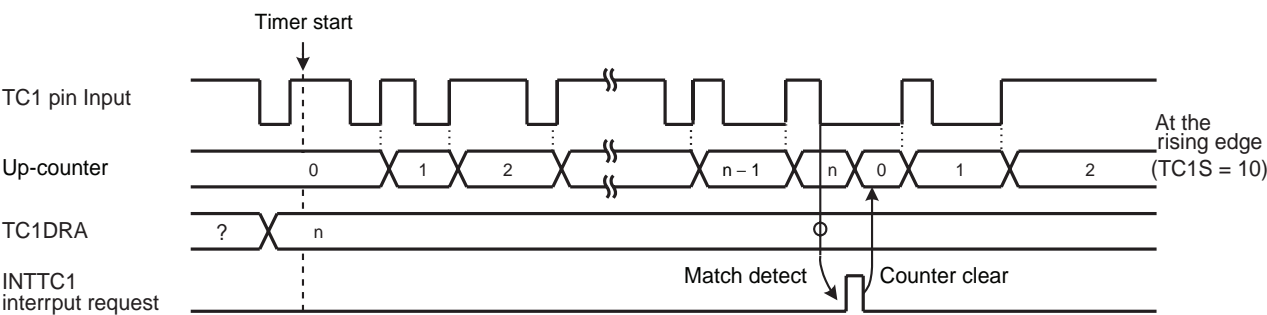 Timer start
TC1 pin Input
At the
rising edge
(TC1S = 10)
Up-counter
0 1 2 n – 1 n 0 1 2
TC1DRA
? n
Match detect
Counter clear
INTTC1
interrput request